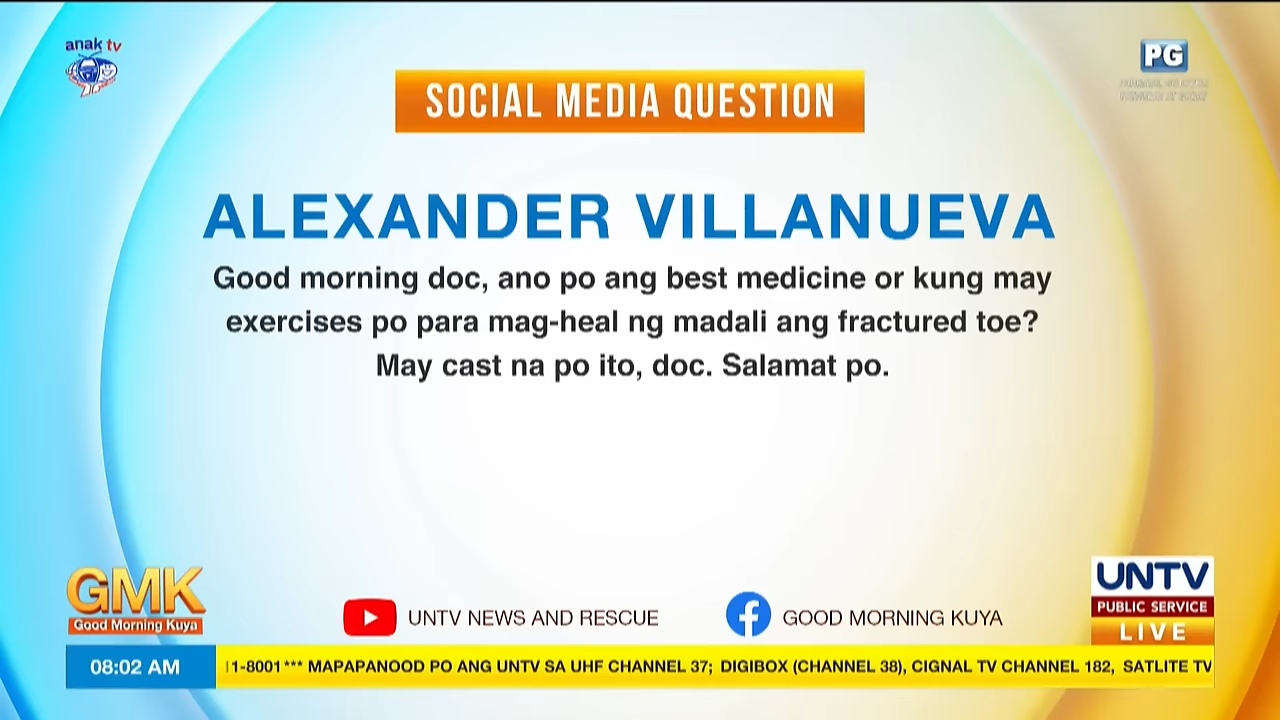 anak tv
PG
SOCIAL MEDIA QUESTION
ALEXANDER VILLANUEVA
Good morning doc, ano po ang best medicine or kung may
exercises po para mag-heal ng madali ang fractured toe?
May cast na po ito, doc. Salamat po.
GMK
Good Morning Kuya
UNTV NEWS AND RESCUE
GOOD MORNING KUYA
UNTV
PUBLIC SERVICE
LIVE
08:02 AM
1-8001*** MAPAPANOOD PO ANG UNTV SA UHF CHANNEL 37; DIGIBOX (CHANNEL 38), CIGNAL TV CHANNEL 182, SATLITE TV